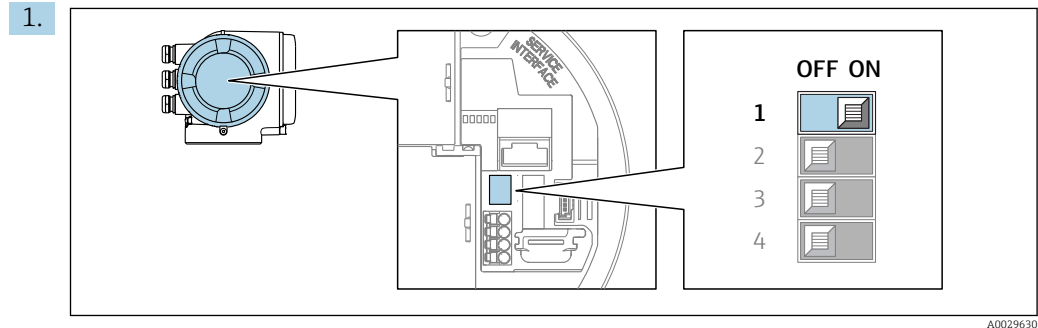 1.
SERVICE
INTERFACE
OFF ON
1
2
3
4
A0029630